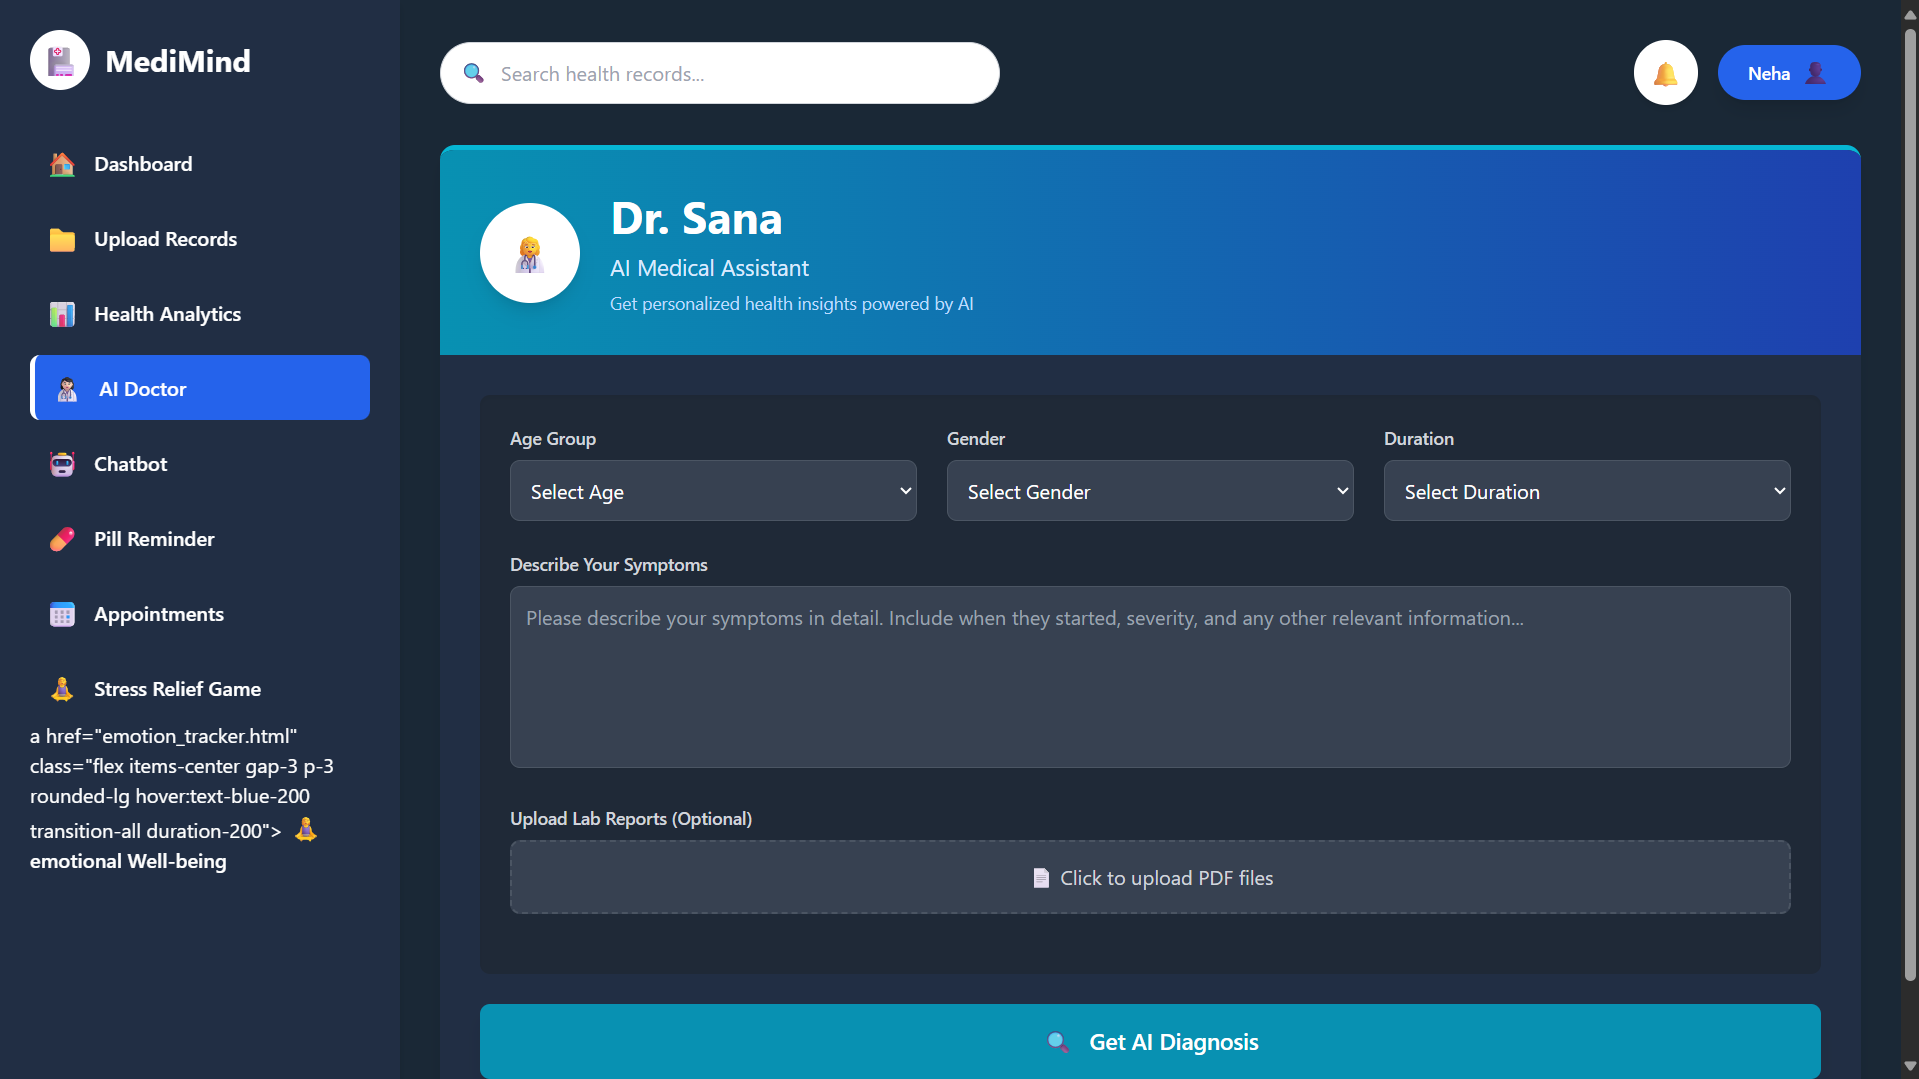 MediMind
Dashboard
Upload Records
Health Analytics
AI Doctor
Chatbot
Pill Reminder
Appointments
Stress Relief Game
a href="emotion_tracker.html"
class="flex items-center gap-3 p-3
rounded-lg hover:text-blue-200
transition-all duration-200">
emotional Well-being
Search health records...
Neha
Dr. Sana
AI Medical Assistant
Get personalized health insights powered by AI
Age Group
Gender
Duration
Select Age
Select Gender
Select Duration
Describe Your Symptoms
Please describe your symptoms in detail. Include when they started, severity, and any other relevant information...
Upload Lab Reports (Optional)
Click to upload PDF files
Get AI Diagnosis